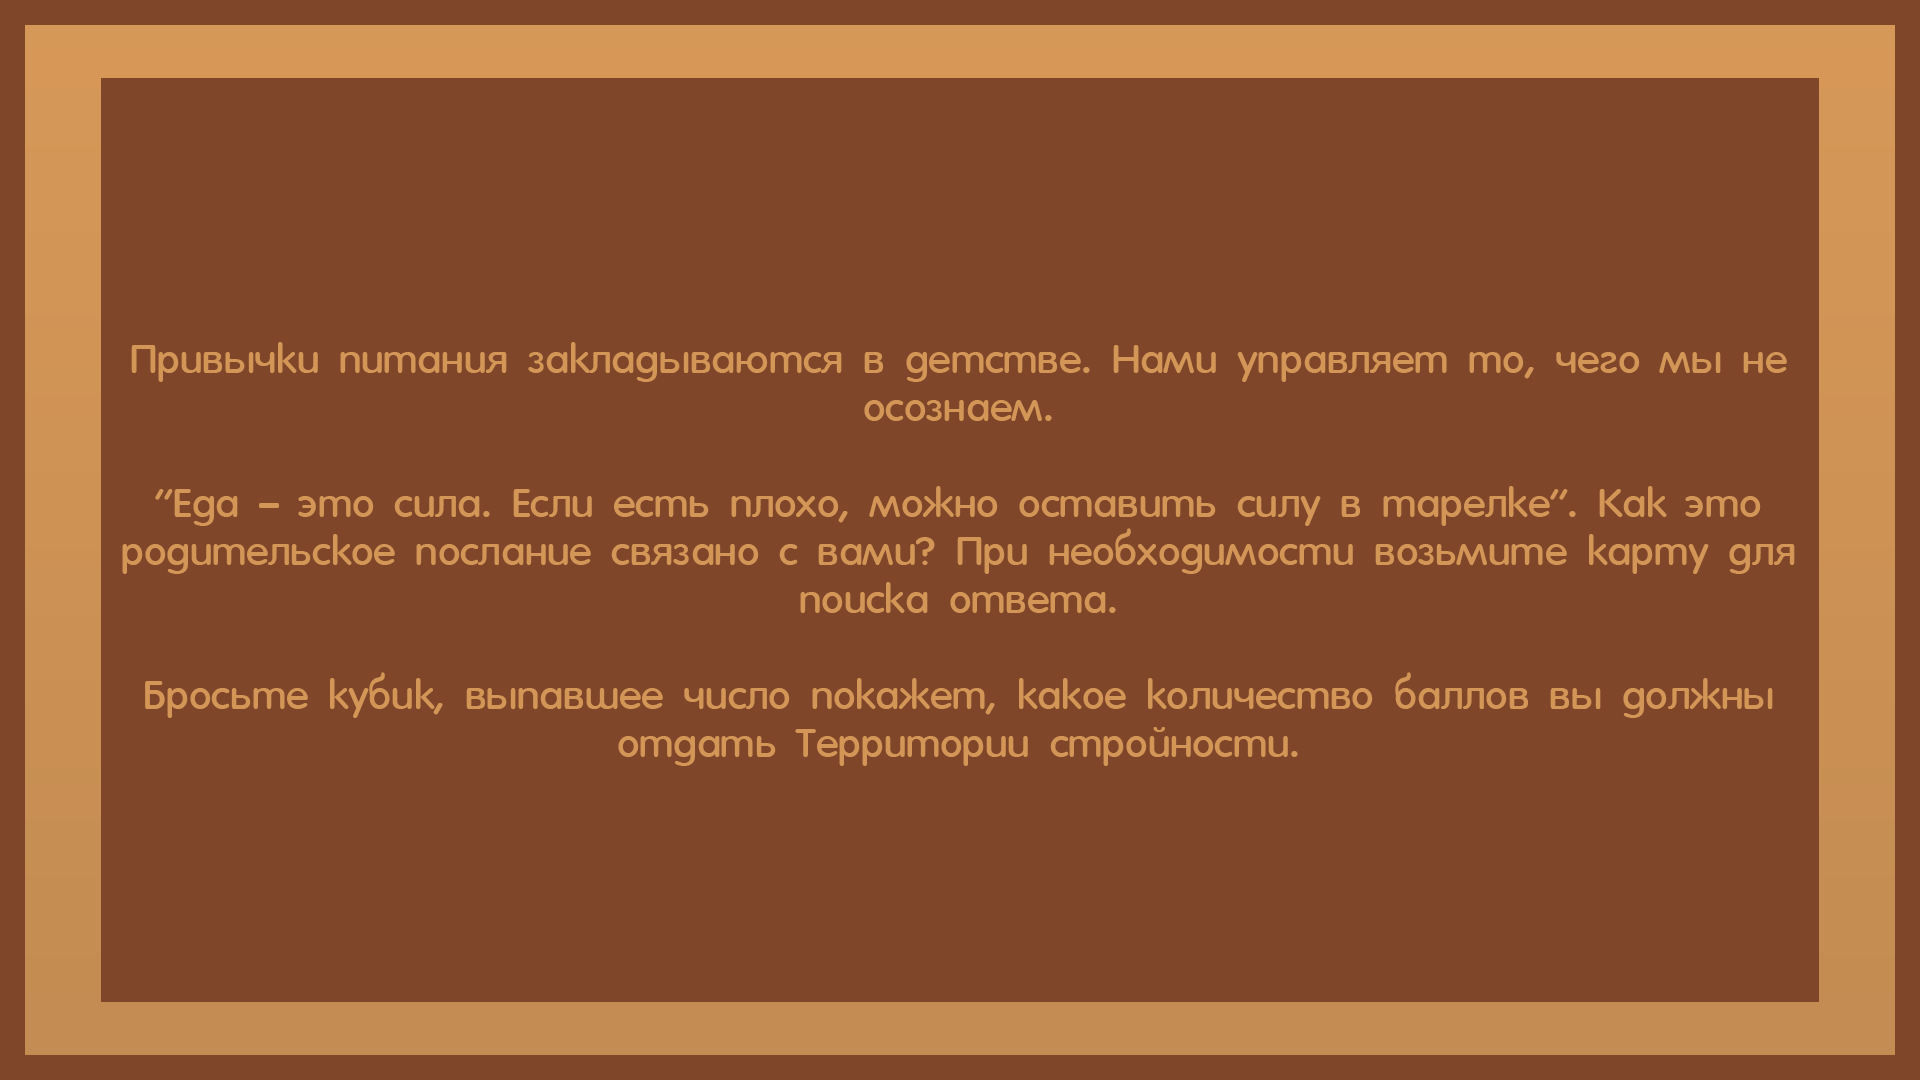 Привычки питания закладываются в детстве. Нами управляет то, чего мы не
осознаем.
"Еда – это сила. Если есть плохо, можно оставить силу в тарелке". Как это
родительское послание связано с вами? При необходимости возьмите карту для
поиска ответа.
Бросьте кубик, выпавшее число покажет, какое количество баллов вы должны
отдать Территории стройности.